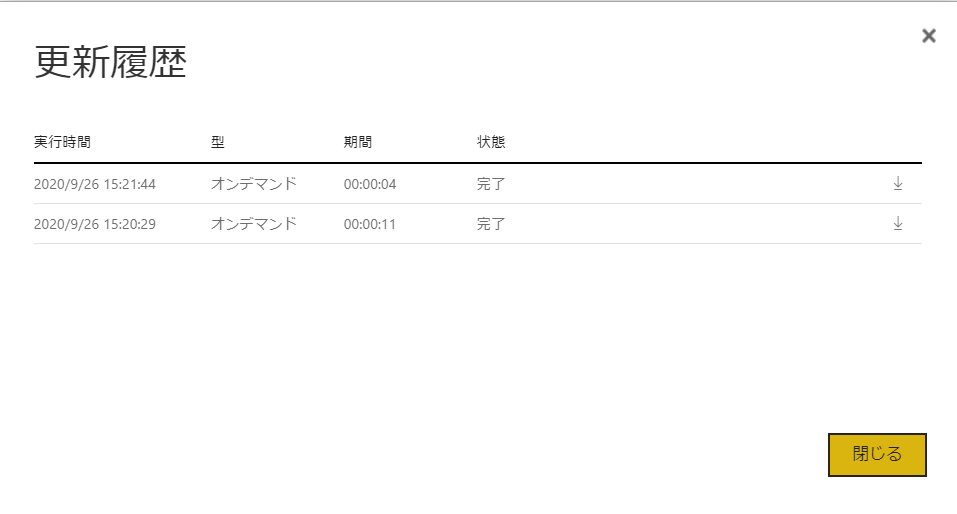 更新履歴
実行時間 型 期間 状態
2020/9/26 15:21:44 オンデマンド 00:00:04 完了
2020/9/26 15:20:29 オンデマンド 00:00:11 完了
閉じる